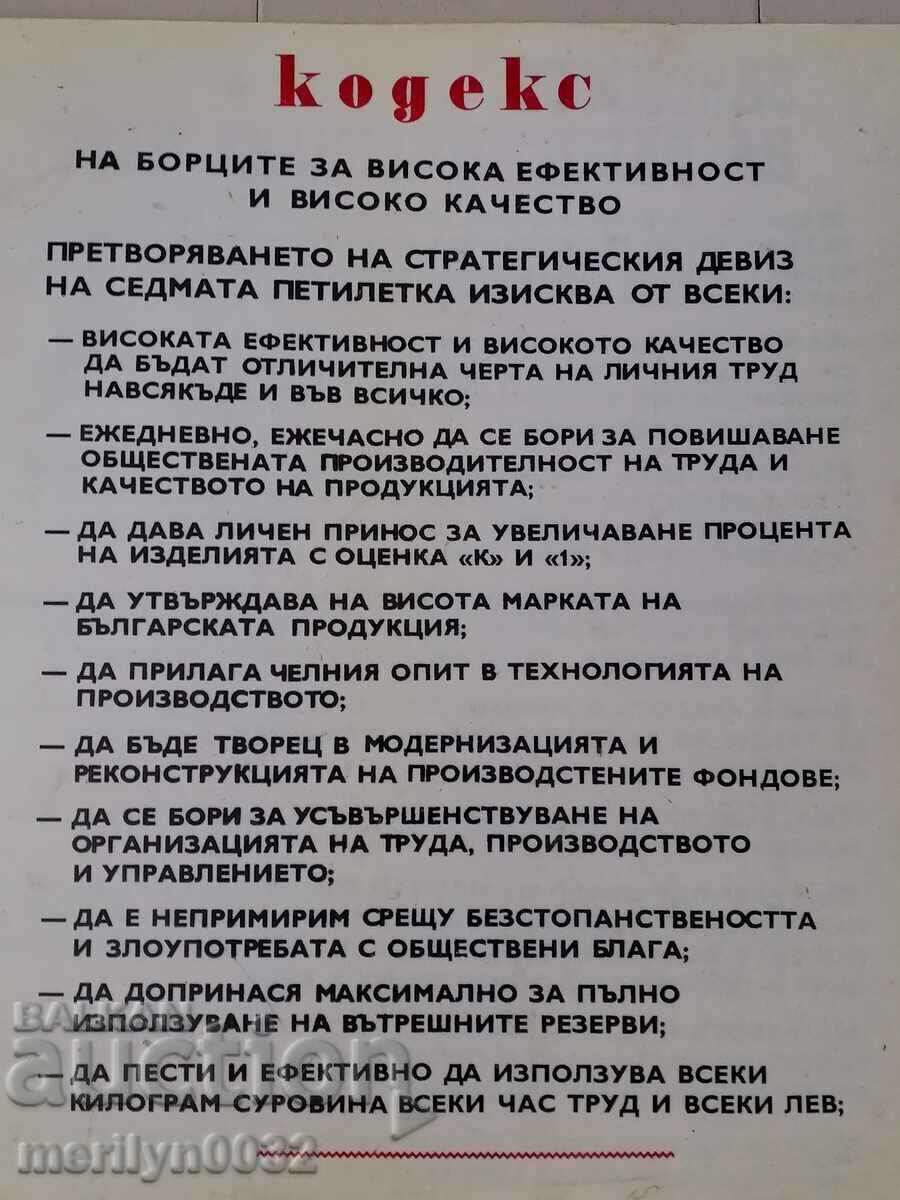 кодекс
НА БОРЦИТЕ ЗА ВИСОКА ЕФЕКТИВНОСТ
И ВИСОКО КАЧЕСТВО
ПРЕТВОРЯВАНЕТО НА СТРАТЕГИЧЕСКИЯ ДЕВИЗ
НА СЕДМАТА ПЕТИЛЕТКА ИЗИСКВА ОТ ВСЕКИ:
— ВИСОКАТА ЕФЕКТИВНОСТ И ВИСОКОТО КАЧЕСТВО
ДА БЪДАТ ОТЛИЧИТЕЛНА ЧЕРТА НА ЛИЧНИЯ ТРУД
НАВСЯКЪДЕ И ВЪВ ВСИЧКО;
— ЕЖЕДНЕВНО, ЕЖЕЧАСНО ДА СЕ БОРИ ЗА ПОВИШАВАНЕ
ОБЩЕСТВЕНАТА ПРОИЗВОДИТЕЛНОСТ НА ТРУДА И
КАЧЕСТВОТО НА ПРОДУКЦИЯТА;
— ДА ДАВА ЛИЧЕН ПРИНОС ЗА УВЕЛИЧАВАНЕ ПРОЦЕНТА
НА ИЗДЕЛИЯТА С ОЦЕНКА «К» И «1»;
— ДА УТВЪРЖДАВА НА ВИСОТА МАРКАТА НА
БЪЛГАРСКАТА ПРОДУКЦИЯ;
— ДА ПРИЛАГА ЧЕЛНИЯ ОПИТ В ТЕХНОЛОГИЯТА НА
ПРОИЗВОДСТВОТО;
— ДА БЪДЕ ТВОРЕЦ В МОДЕРНИЗАЦИЯТА И
РЕКОНСТРУКЦИЯТА НА ПРОИЗВОДСТЕНИТЕ ФОНДОВЕ;
— ДА СЕ БОРИ ЗА УСЪВЪРШЕНСТВУВАНЕ НА
ОРГАНИЗАЦИЯТА НА ТРУДА, ПРОИЗВОДСТВОТО
И УПРАВЛЕНИЕТО;
— ДА Е НЕПРИМИРИМ СРЕЩУ БЕЗСТОПАНСТВЕНОСТТА
И ЗЛОУПОТРЕБАТА С ОБЩЕСТВЕНИ БЛАГА;
— ДА ДОПРИНАСЯ МАКСИМАЛНО ЗА ПЪЛНО
ИЗПОЛЗУВАНЕ НА ВЪТРЕШНИТЕ РЕЗЕРВИ;
— ДА ПЕСТИ И ЕФЕКТИВНО ДА ИЗПОЛЗУВА ВСЕКИ
КИЛОГРАМ СУРОВИНА ВСЕКИ ЧАС ТРУД И ВСЕКИ ЛЕВ;
BALKAN
auction
merilyn0032